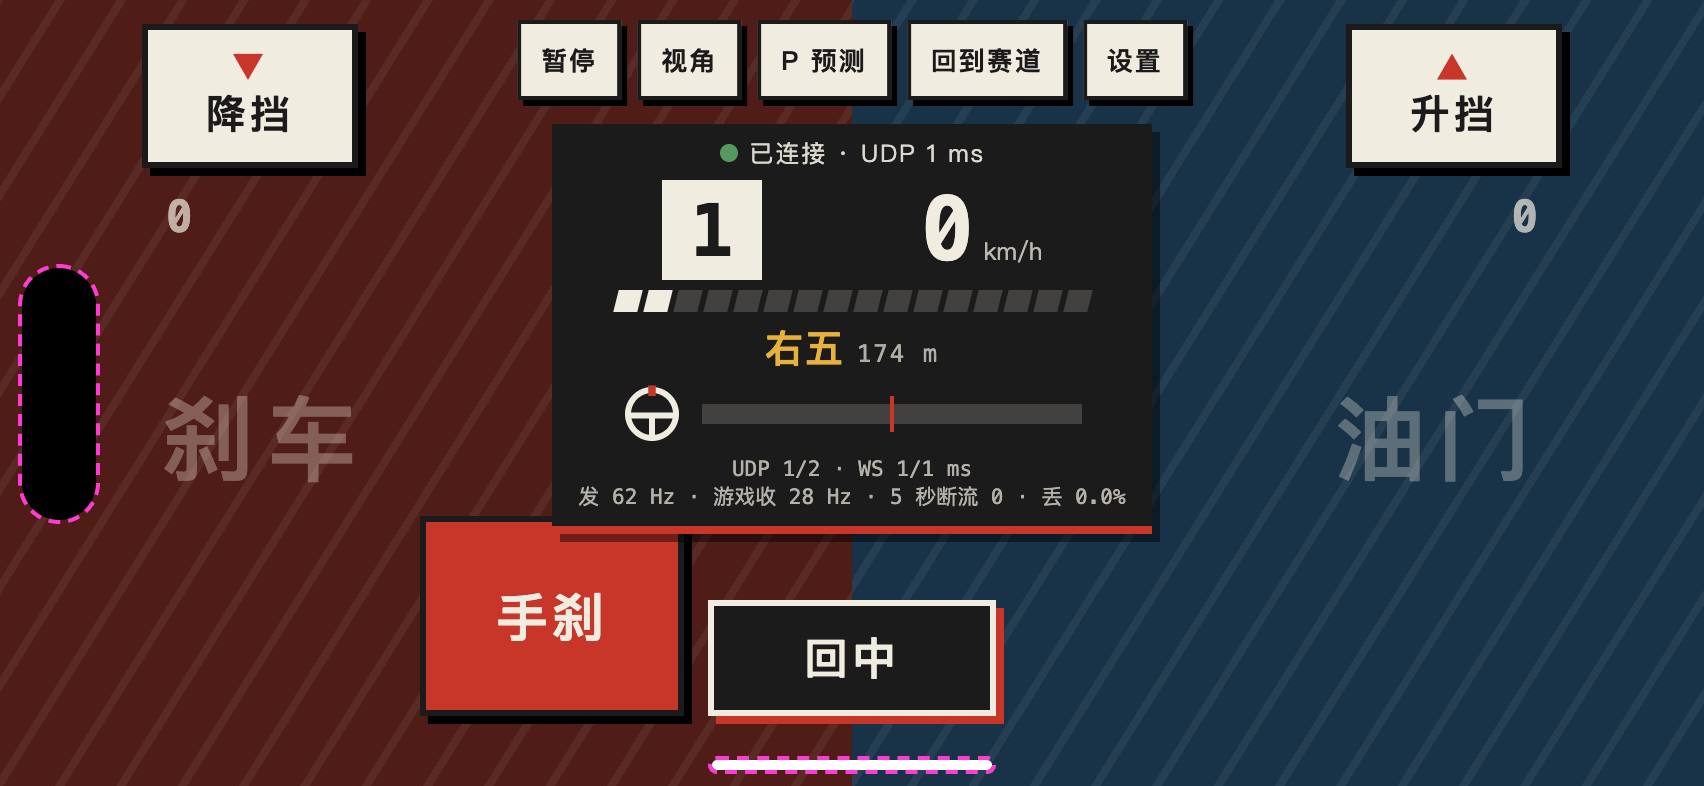 暂停 视角 P 预测 回到赛道 设置
降挡
升挡
已连接 · UDP 1 ms
0
1
0 km/h
0
右五 174 m
刹车
油门
UDP 1/2 · WS 1/1 ms
发 62 Hz · 游戏收 28 Hz · 5 秒断流 0 · 丢 0.0%
手刹
回中